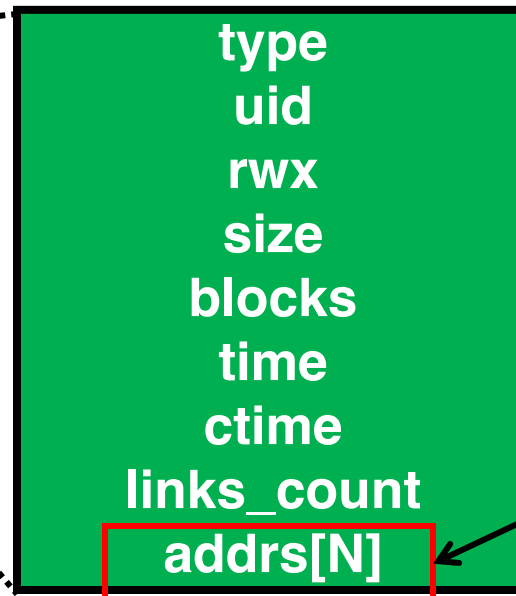 type
uid
rwx
size
blocks
time
ctime
links_count
addrs[N]